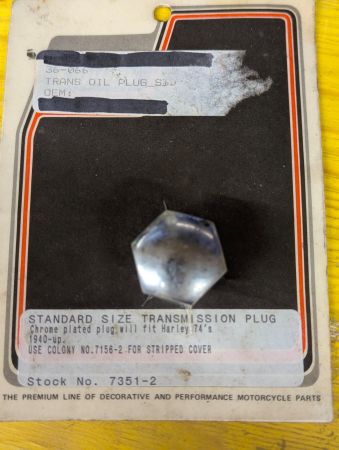 36-066
TRANS OIL PLUG STD
OEM:
STANDARD SIZE TRANSMISSION PLUG
Chrome plated plug will fit Harley 74's
1940-up.
USE COLONY NO.7156-2 FOR STRIPPED COVER
Stock No. 7351-2
THE PREMIUM LINE OF DECORATIVE AND PERFORMANCE MOTORCYCLE PARTS